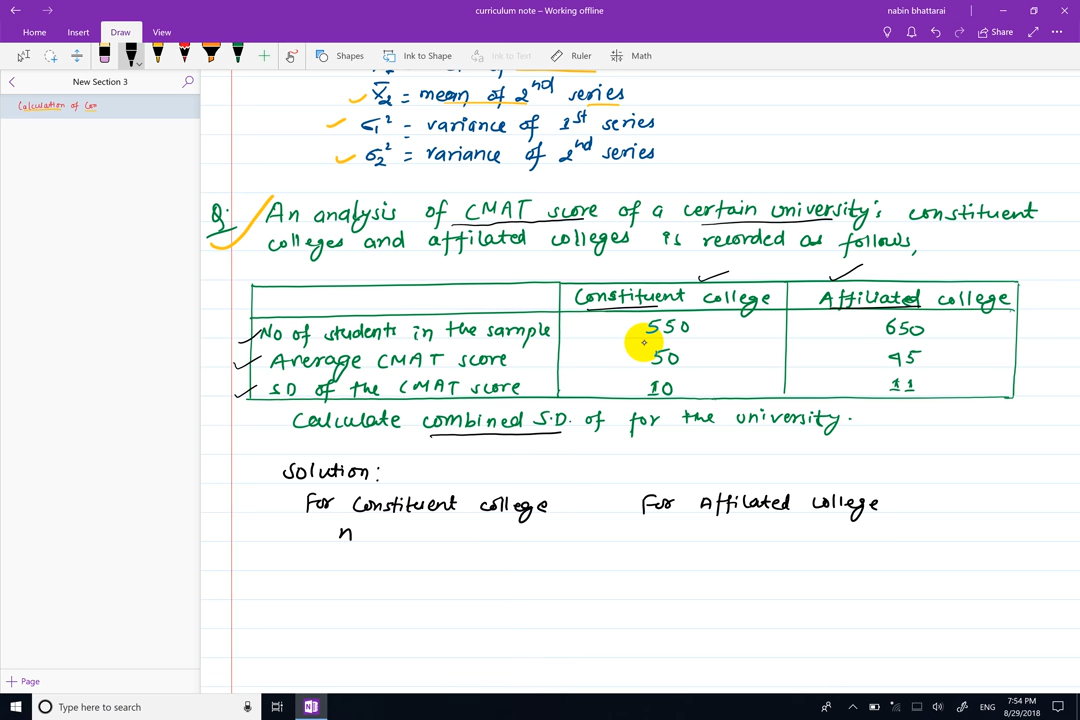 curriculum note – Working offline
nabin bhattarai
Home
Insert
Draw
View
Share
Shapes
Ink to Shape
Ink to Text
Ruler
Math
New Section 3
Calculation of Com
X̄₂ = mean of 2nd series
σ₁² = variance of 1st series
σ₂² = variance of 2nd series
Q. An analysis of CMAT score of a certain university's constituent
colleges and affilated colleges is recorded as follows,
Constituent college Affiliated college
No of students in the sample 550 650
Average CMAT score 50 45
SD of the CMAT score 10 11
Calculate combined S.D. of for the university.
Solution:
For Constituent college For Affilated college
n
+ Page
Type here to search
ENG
7:54 PM
8/29/2018